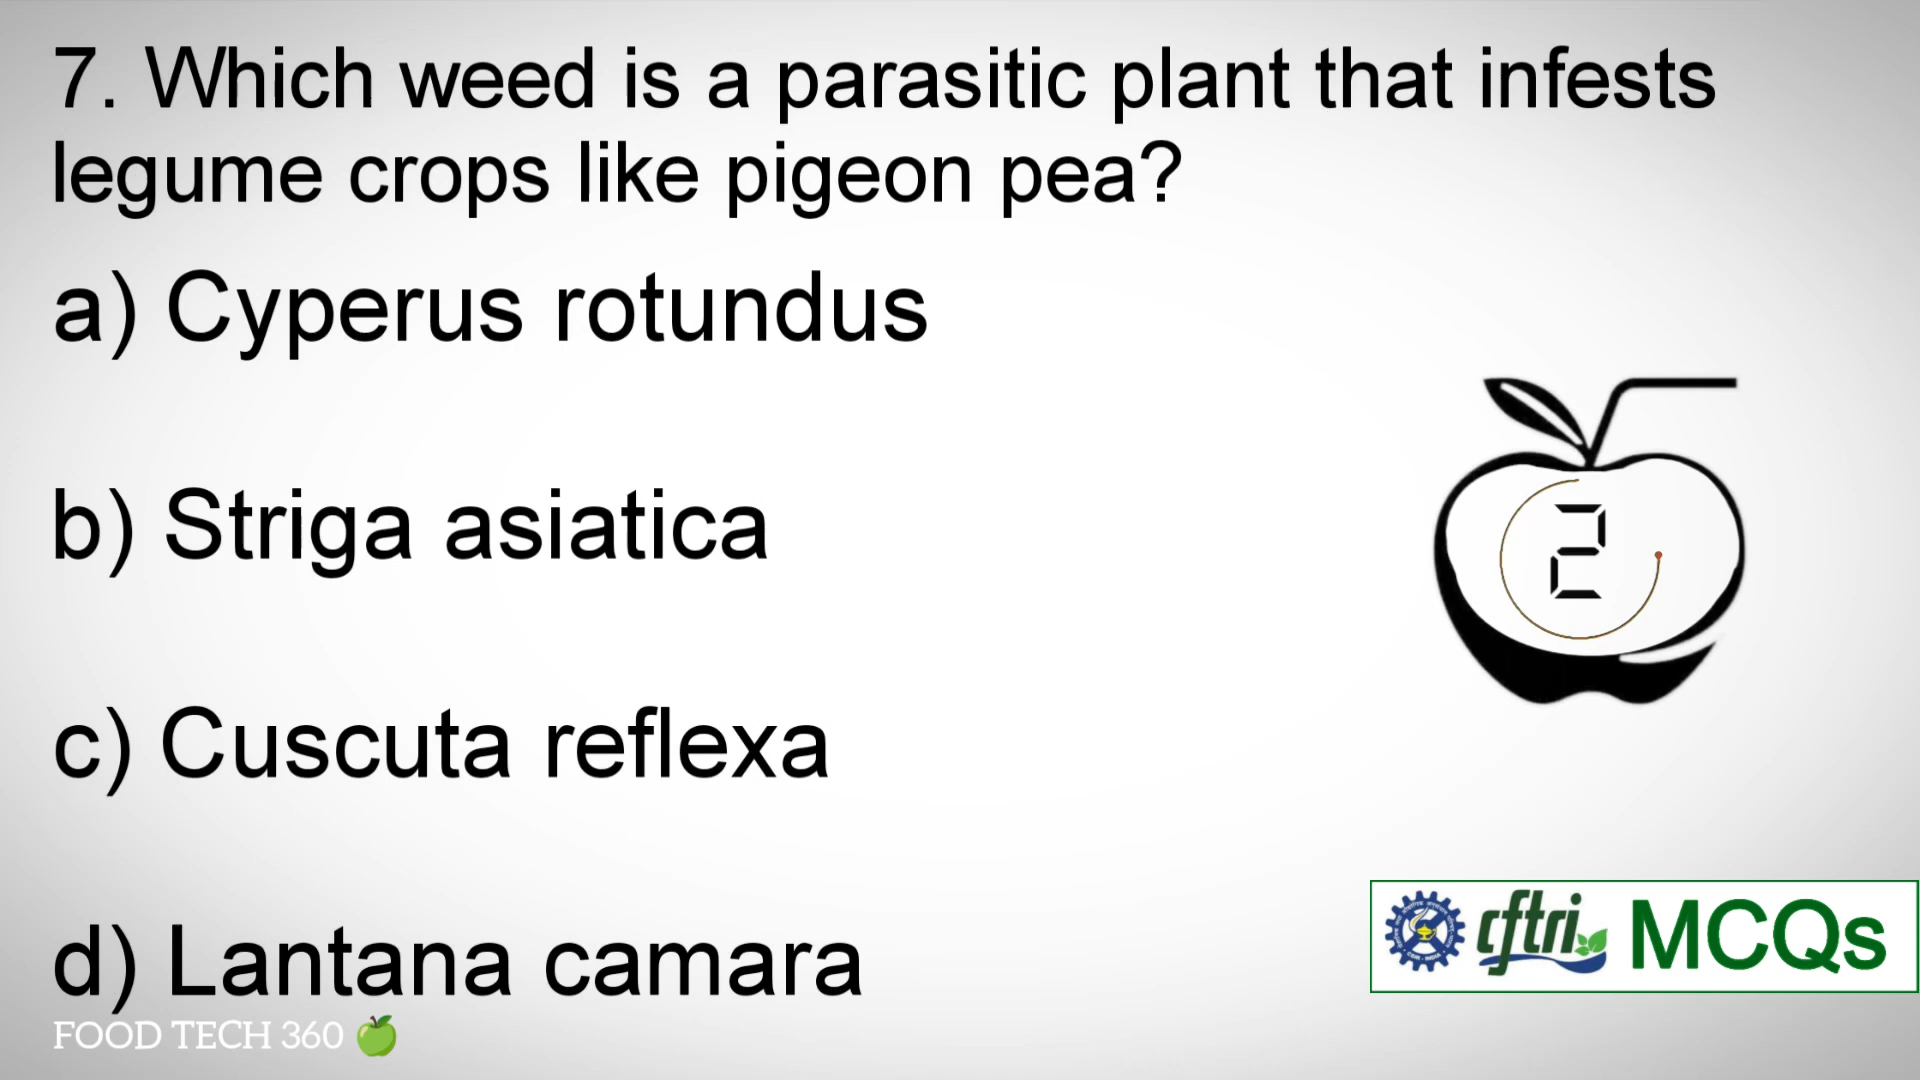 7. Which weed is a parasitic plant that infests
legume crops like pigeon pea?
a) Cyperus rotundus
b) Striga asiatica
2
c) Cuscuta reflexa
cftri MCQs
d) Lantana camara
FOOD TECH 360